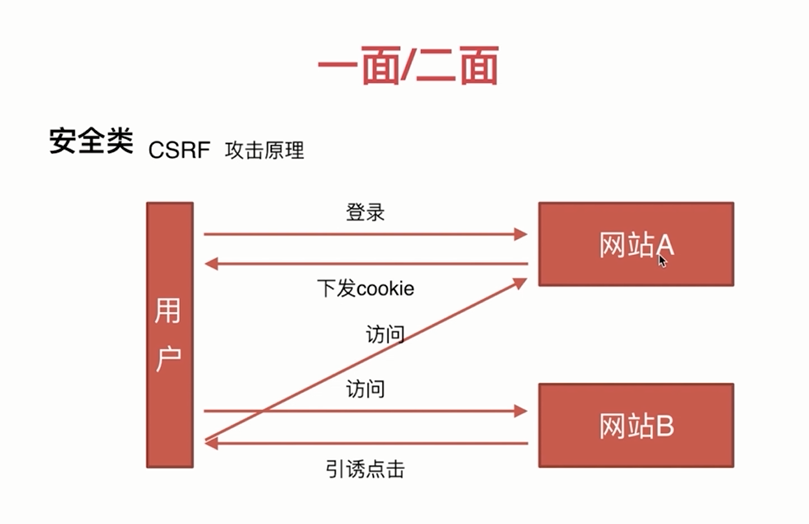 一面/二面
安全类 CSRF 攻击原理
登录
网站A
下发cookie
用户
访问
访问
网站B
引诱点击